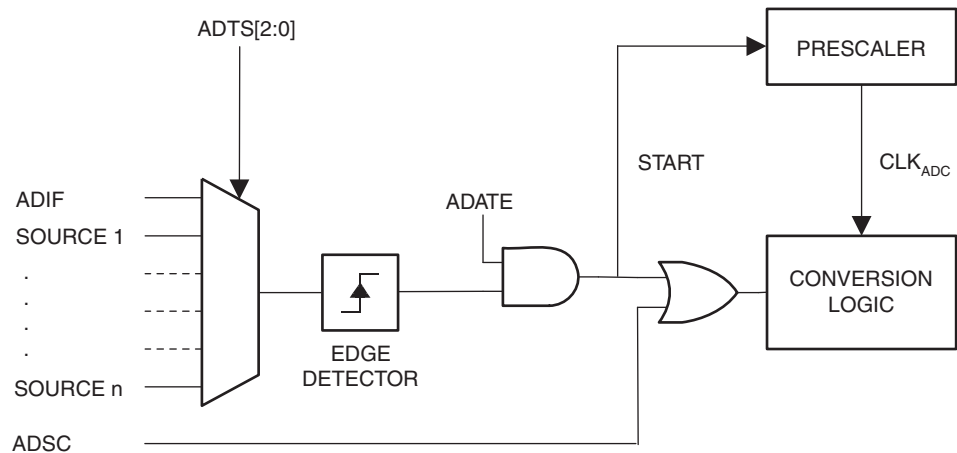 ADTS[2:0]
PRESCALER
START
CLKADC
ADIF
ADATE
SOURCE 1
.
.
.
.
CONVERSION
LOGIC
EDGE
DETECTOR
SOURCE n
ADSC